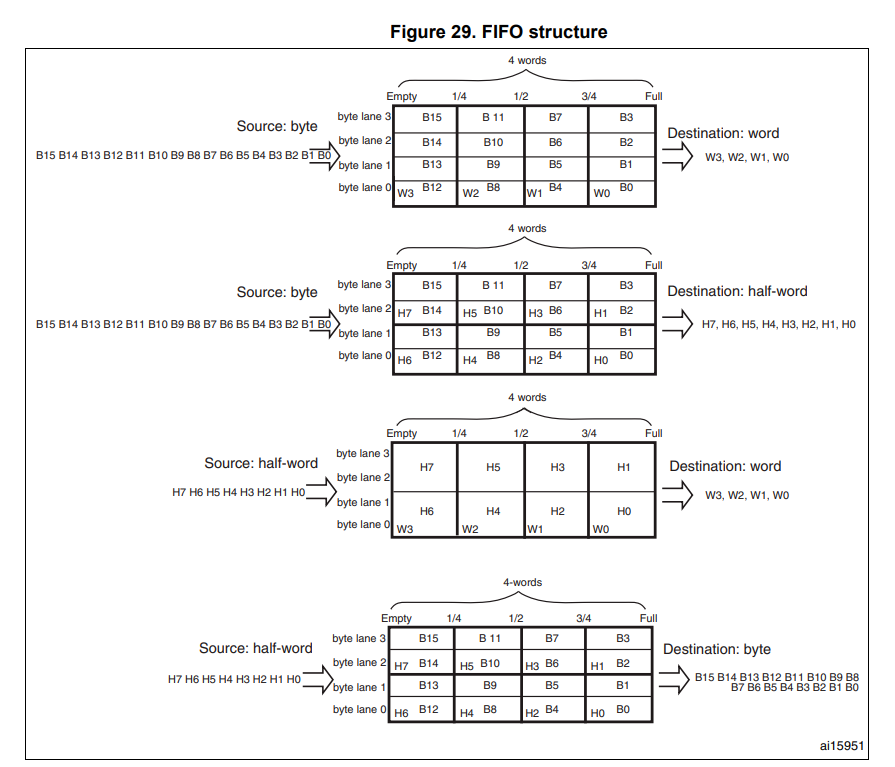 Figure 29. FIFO structure
4 words
Empty 1/4 1/2 3/4 Full
Source: byte
B15 B14 B13 B12 B11 B10 B9 B8 B7 B6 B5 B4 B3 B2 B1 B0
byte lane 3 B15 B 11 B7 B3
byte lane 2 B14 B10 B6 B2
byte lane 1 B13 B9 B5 B1
byte lane 0 W3 B12 W2 B8 W1 B4 W0 B0
Destination: word
W3, W2, W1, W0
4 words
Empty 1/4 1/2 3/4 Full
Source: byte
B15 B14 B13 B12 B11 B10 B9 B8 B7 B6 B5 B4 B3 B2 B1 B0
byte lane 3 B15 B 11 B7 B3
byte lane 2 H7 B14 H5 B10 H3 B6 H1 B2
byte lane 1 B13 B9 B5 B1
byte lane 0 H6 B12 H4 B8 H2 B4 H0 B0
Destination: half-word
H7, H6, H5, H4, H3, H2, H1, H0
4 words
Empty 1/4 1/2 3/4 Full
Source: half-word
H7 H6 H5 H4 H3 H2 H1 H0
byte lane 3
H7 H5 H3 H1
byte lane 2
byte lane 1
H6 H4 H2 H0
byte lane 0 W3 W2 W1 W0
Destination: word
W3, W2, W1, W0
4-words
Empty 1/4 1/2 3/4 Full
Source: half-word
H7 H6 H5 H4 H3 H2 H1 H0
byte lane 3 B15 B 11 B7 B3
byte lane 2 H7 B14 H5 B10 H3 B6 H1 B2
byte lane 1 B13 B9 B5 B1
byte lane 0 H6 B12 H4 B8 H2 B4 H0 B0
Destination: byte
B15 B14 B13 B12 B11 B10 B9 B8
B7 B6 B5 B4 B3 B2 B1 B0
ai15951